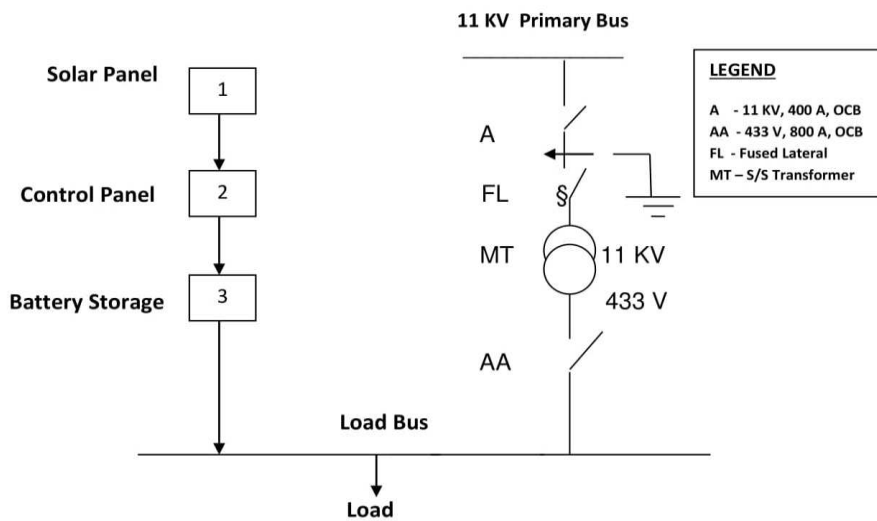 11 KV Primary Bus
Solar Panel
1
Control Panel
2
Battery Storage
3
A
FL
§
MT
11 KV
433 V
AA
LEGEND
A - 11 KV, 400 A, OCB
AA - 433 V, 800 A, OCB
FL - Fused Lateral
MT – S/S Transformer
Load Bus
Load